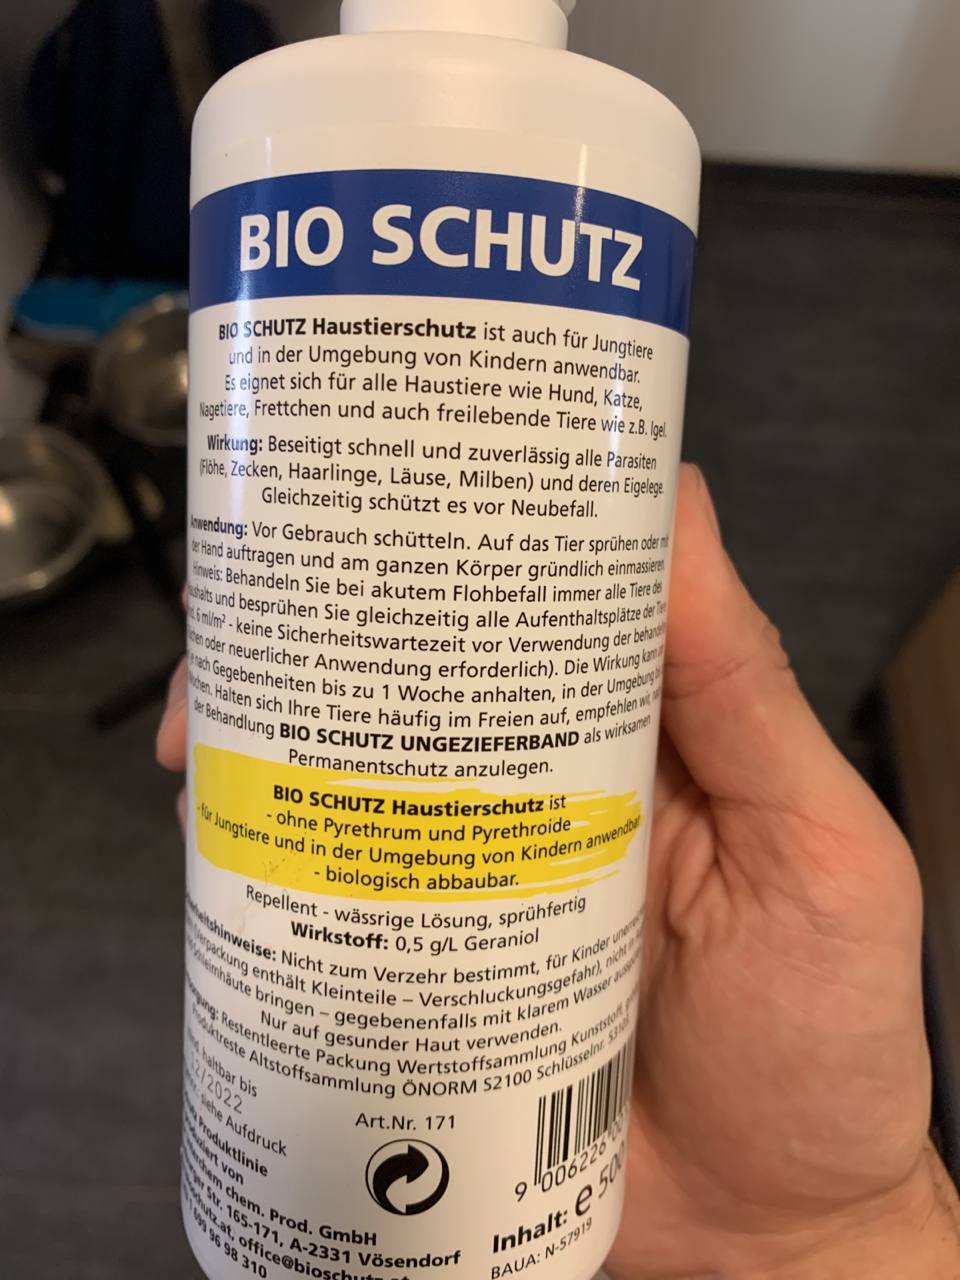 BIO SCHUTZ
BIO SCHUTZ Haustierschutz ist auch für Jungtiere
und in der Umgebung von Kindern anwendbar.
Es eignet sich für alle Haustiere wie Hund, Katze,
Nagetiere, Frettchen und auch freilebende Tiere wie z.B. Igel.
Wirkung: Beseitigt schnell und zuverlässig alle Parasiten
(Flöhe, Zecken, Haarlinge, Läuse, Milben) und deren Eigelege.
Gleichzeitig schützt es vor Neubefall.
Anwendung: Vor Gebrauch schütteln. Auf das Tier sprühen oder mit
der Hand auftragen und am ganzen Körper gründlich einmassieren.
Hinweis: Behandeln Sie bei akutem Flohbefall immer alle Tiere des
und besprühen Sie gleichzeitig alle Aufenthaltsplätze der
6 ml/m² - keine Sicherheitswartezeit vor Verwendung der
oder neuerlicher Anwendung erforderlich). Die Wirkung kann
je nach Gegebenheiten bis zu 1 Woche anhalten, in der Umgebung
Halten sich Ihre Tiere häufig im Freien auf, empfehlen wir,
der Behandlung BIO SCHUTZ UNGEZIEFERBAND als wirksamen
Permanentschutz anzulegen.
BIO SCHUTZ Haustierschutz ist
- ohne Pyrethrum und Pyrethroide
- für Jungtiere und in der Umgebung von Kindern anwendbar
- biologisch abbaubar.
Repellent - wässrige Lösung, sprühfertig
Wirkstoff: 0,5 g/L Geraniol
Nicht zum Verzehr bestimmt, für Kinder
enthält Kleinteile – Verschluckungsgefahr), nicht
bringen – gegebenenfalls mit klarem Wasser
Nur auf gesunder Haut verwenden.
Restentleerte Packung Wertstoffsammlung Kunststoff,
Produktreste Altstoffsammlung ÖNORM S2100 Schlüsselnr.
haltbar bis
12/2022
siehe Aufdruck
Art.Nr. 171
Produktlinie
von
chem. Prod. GmbH
Str. 165-171, A-2331 Vösendorf
9 006226
Inhalt: e 500
BAUA: N-57919
96 98 310